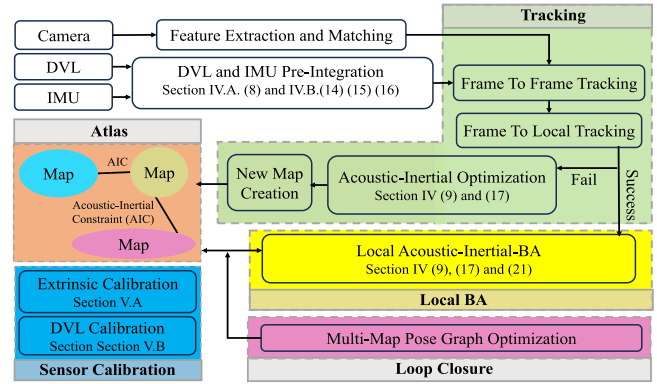 Tracking
Camera
Feature Extraction and Matching
DVL
IMU
DVL and IMU Pre-Integration
Section IV.A. (8) and IV.B.(14) (15) (16)
Frame To Frame Tracking
Frame To Local Tracking
Atlas
Map
AIC
Map
Acoustic-Inertial
Constraint (AIC)
Map
New Map
Creation
Acoustic-Inertial Optimization
Section IV (9) and (17)
Fail
Success
Local Acoustic-Inertial-BA
Section IV (9), (17) and (21)
Local BA
Extrinsic Calibration
Section V.A
DVL Calibration
Section Section V.B
Sensor Calibration
Multi-Map Pose Graph Optimization
Loop Closure